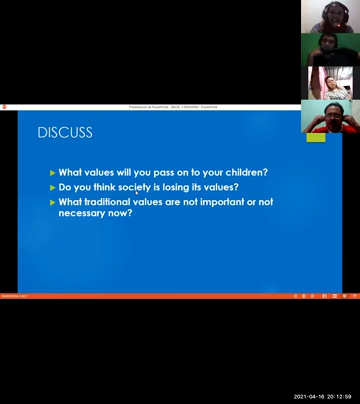 DISCUSS
What values will you pass on to your children?
Do you think society is losing its values?
What traditional values are not important or not
necessary now?
2021-04-16 20:12:59